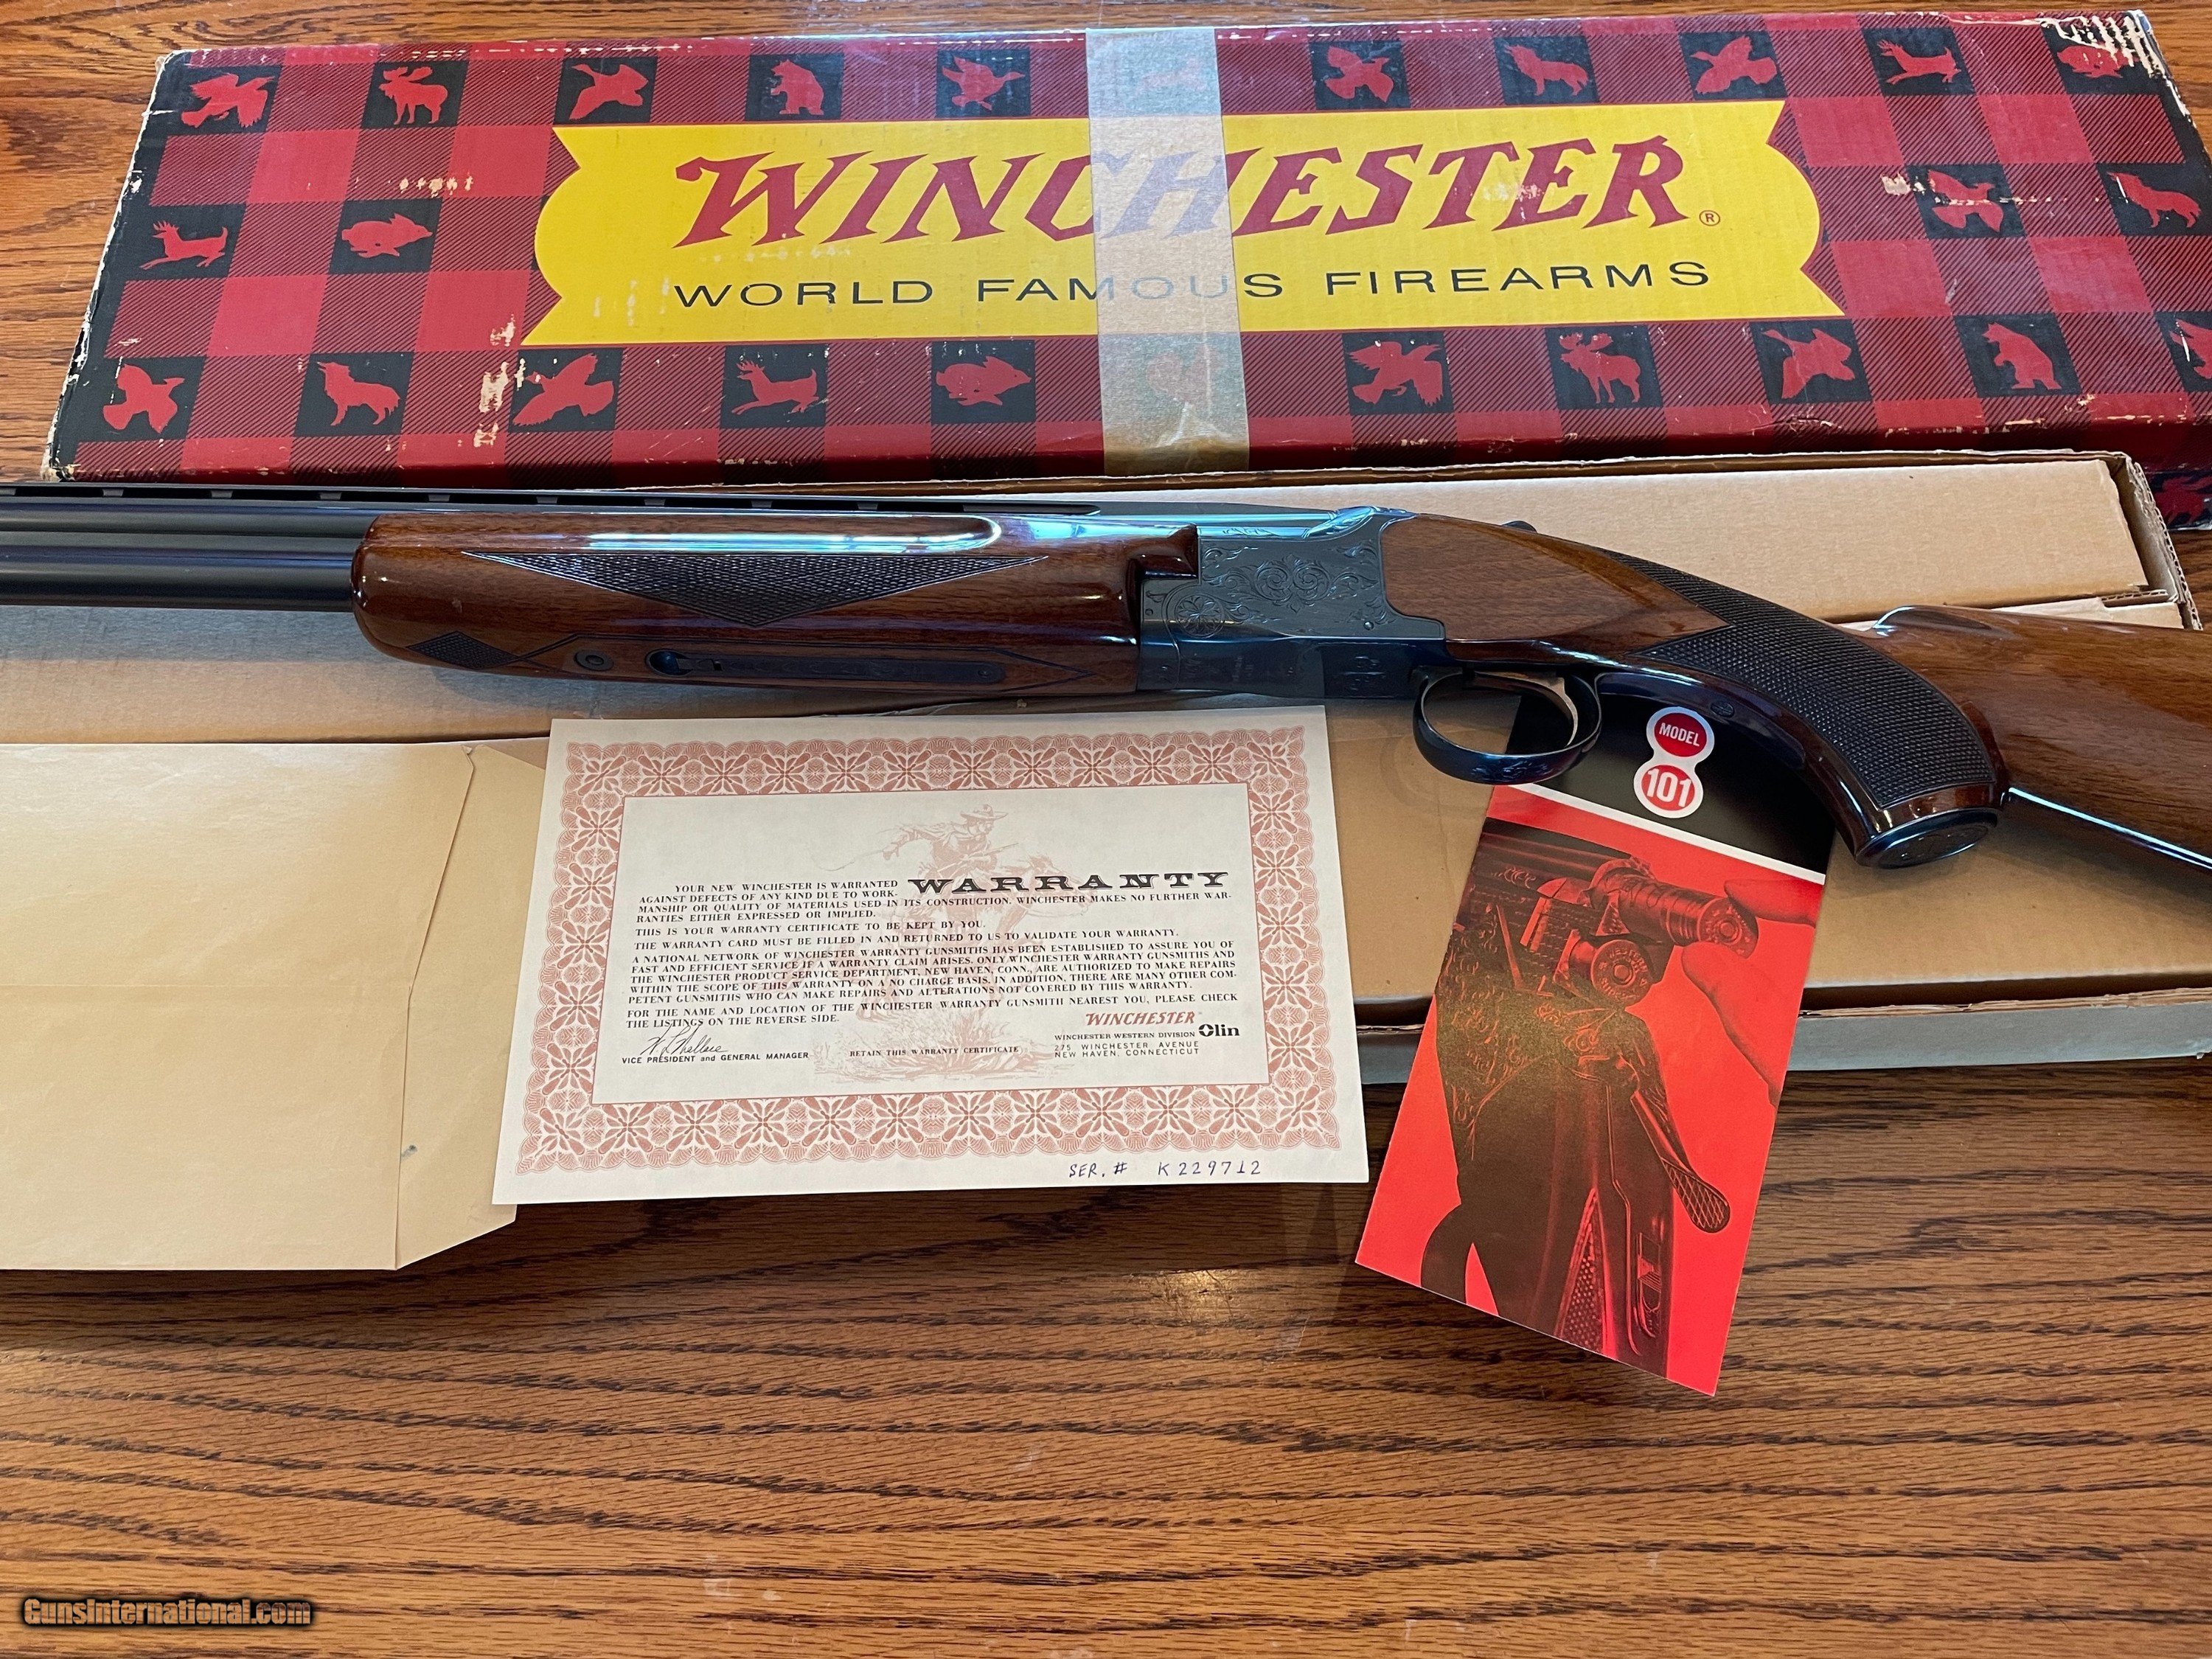 WINCHESTER®
WORLD FAMOUS FIREARMS
MODEL
101
YOUR NEW WINCHESTER IS WARRANTED WARRANTY
AGAINST DEFECTS OF ANY KIND DUE TO WORK-
MANSHIP OR QUALITY OF MATERIALS USED IN ITS CONSTRUCTION. WINCHESTER MAKES NO FURTHER WAR-
RANTIES EITHER EXPRESSED OR IMPLIED.
THIS IS YOUR WARRANTY CERTIFICATE TO BE KEPT BY YOU.
THE WARRANTY CARD MUST BE FILLED IN AND RETURNED TO US TO VALIDATE YOUR WARRANTY.
A NATIONAL NETWORK OF WINCHESTER WARRANTY GUNSMITHS HAS BEEN ESTABLISHED TO ASSURE YOU OF
FAST AND EFFICIENT SERVICE IF A WARRANTY CLAIM ARISES. ONLY WINCHESTER WARRANTY GUNSMITHS AND
THE WINCHESTER PRODUCT SERVICE DEPARTMENT, NEW HAVEN, CONN., ARE AUTHORIZED TO MAKE REPAIRS
WITHIN THE SCOPE OF THIS WARRANTY ON A NO CHARGE BASIS. IN ADDITION, THERE ARE MANY OTHER COM-
PETENT GUNSMITHS WHO CAN MAKE REPAIRS AND ALTERATIONS NOT COVERED BY THIS WARRANTY.
FOR THE NAME AND LOCATION OF THE WINCHESTER WARRANTY GUNSMITH NEAREST YOU, PLEASE CHECK
THE LISTINGS ON THE REVERSE SIDE.
WINCHESTER
WINCHESTER WESTERN DIVISION Olin
275 WINCHESTER AVENUE
NEW HAVEN, CONNECTICUT
VICE PRESIDENT and GENERAL MANAGER
RETAIN THIS WARRANTY CERTIFICATE
SER. # K229712
GunsInternational.com